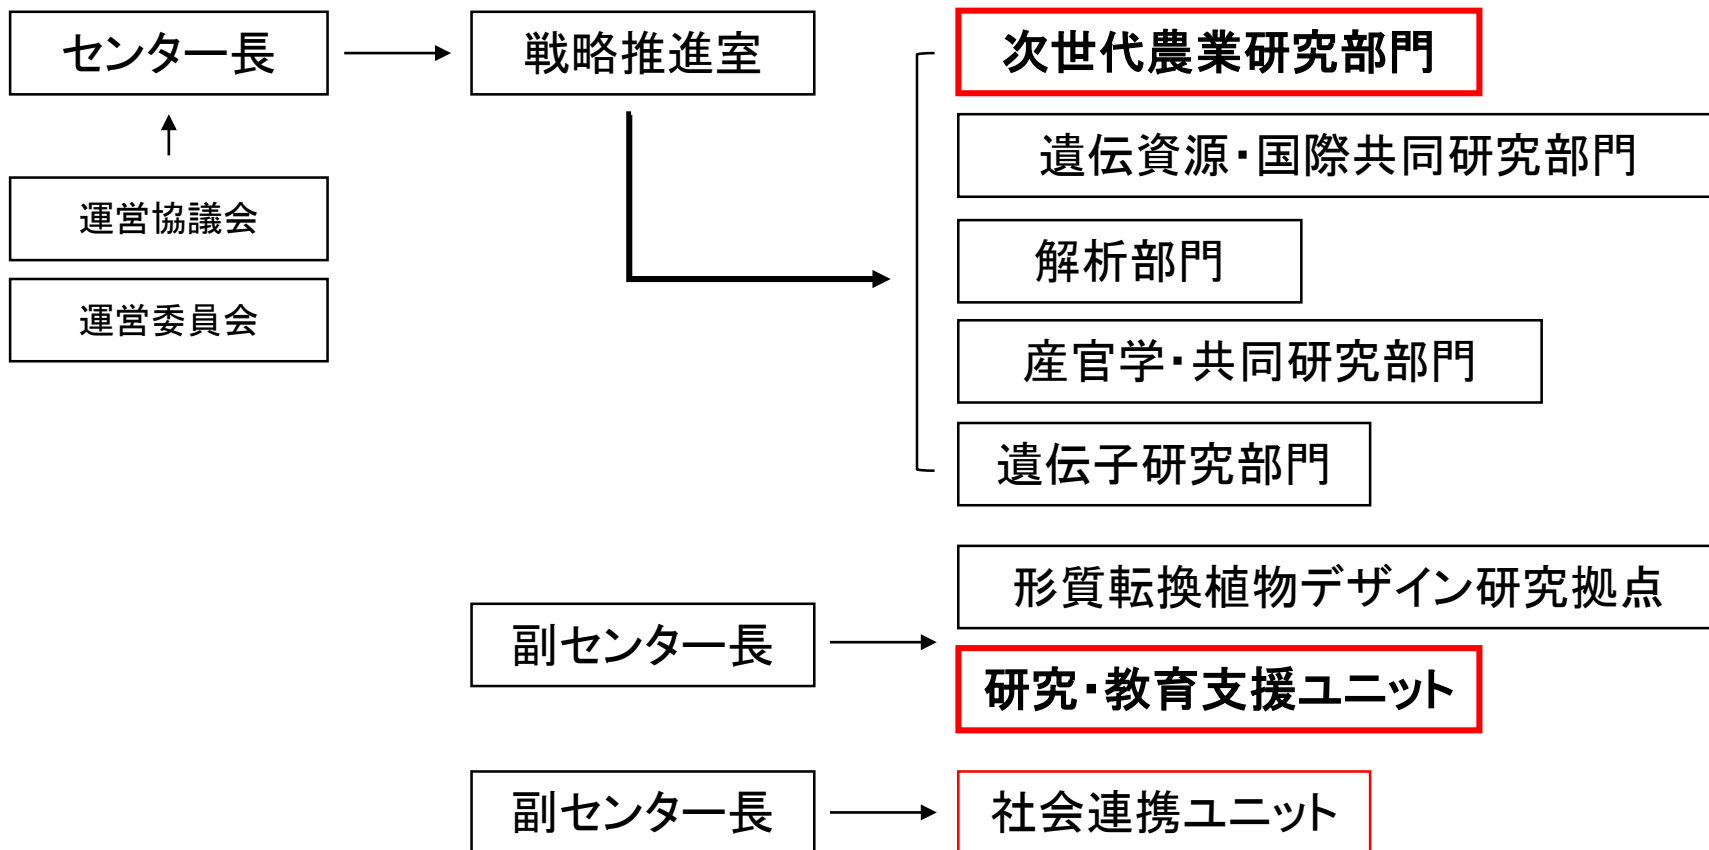 センター長
戦略推進室
次世代農業研究部門
遺伝資源・国際共同研究部門
運営協議会
解析部門
運営委員会
産官学・共同研究部門
遺伝子研究部門
形質転換植物デザイン研究拠点
副センター長
研究・教育支援ユニット
副センター長
社会連携ユニット